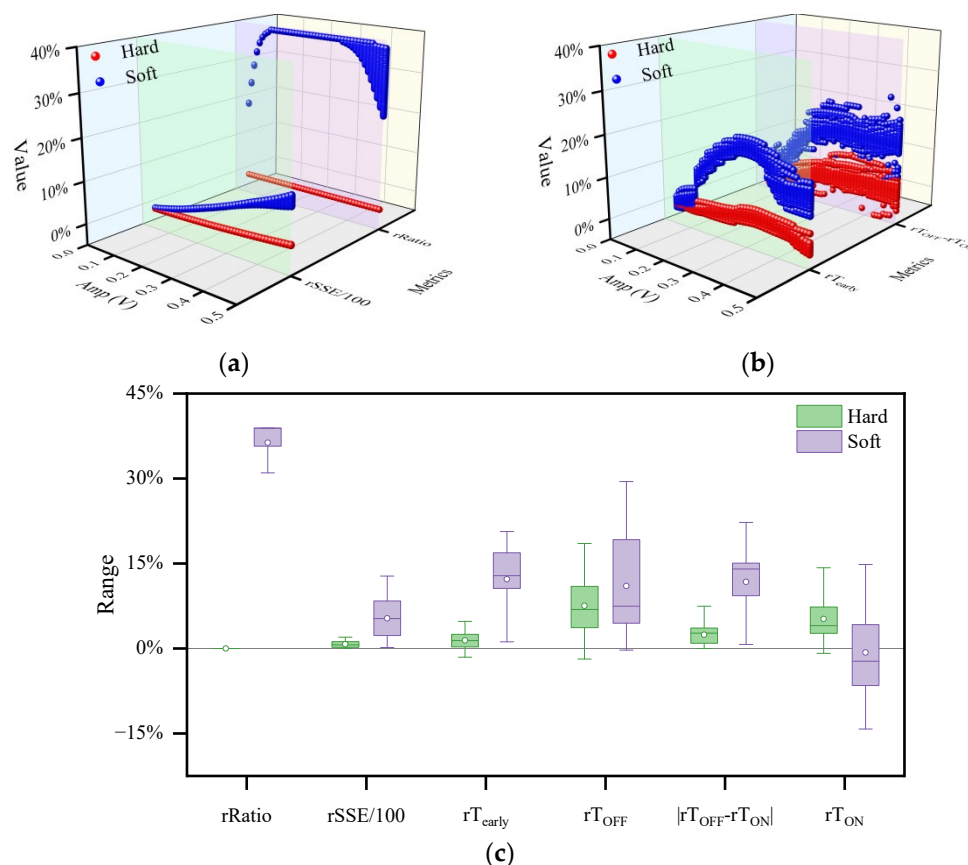 40%
30%
20%
10%
0%
Value
Hard
Soft
0.0
0.1
0.2
0.3
0.4
0.5
Amp (V)
rSSE/100
rRatio
Metrics
(a)
40%
30%
20%
10%
0%
Value
Hard
Soft
0.0
0.1
0.2
0.3
0.4
0.5
Amp (V)
rT_early
Metrics
(b)
45%
30%
15%
0%
−15%
Range
Hard
Soft
rRatio rSSE/100 rT_early rT_OFF |rT_OFF-rT_ON| rT_ON
(c)